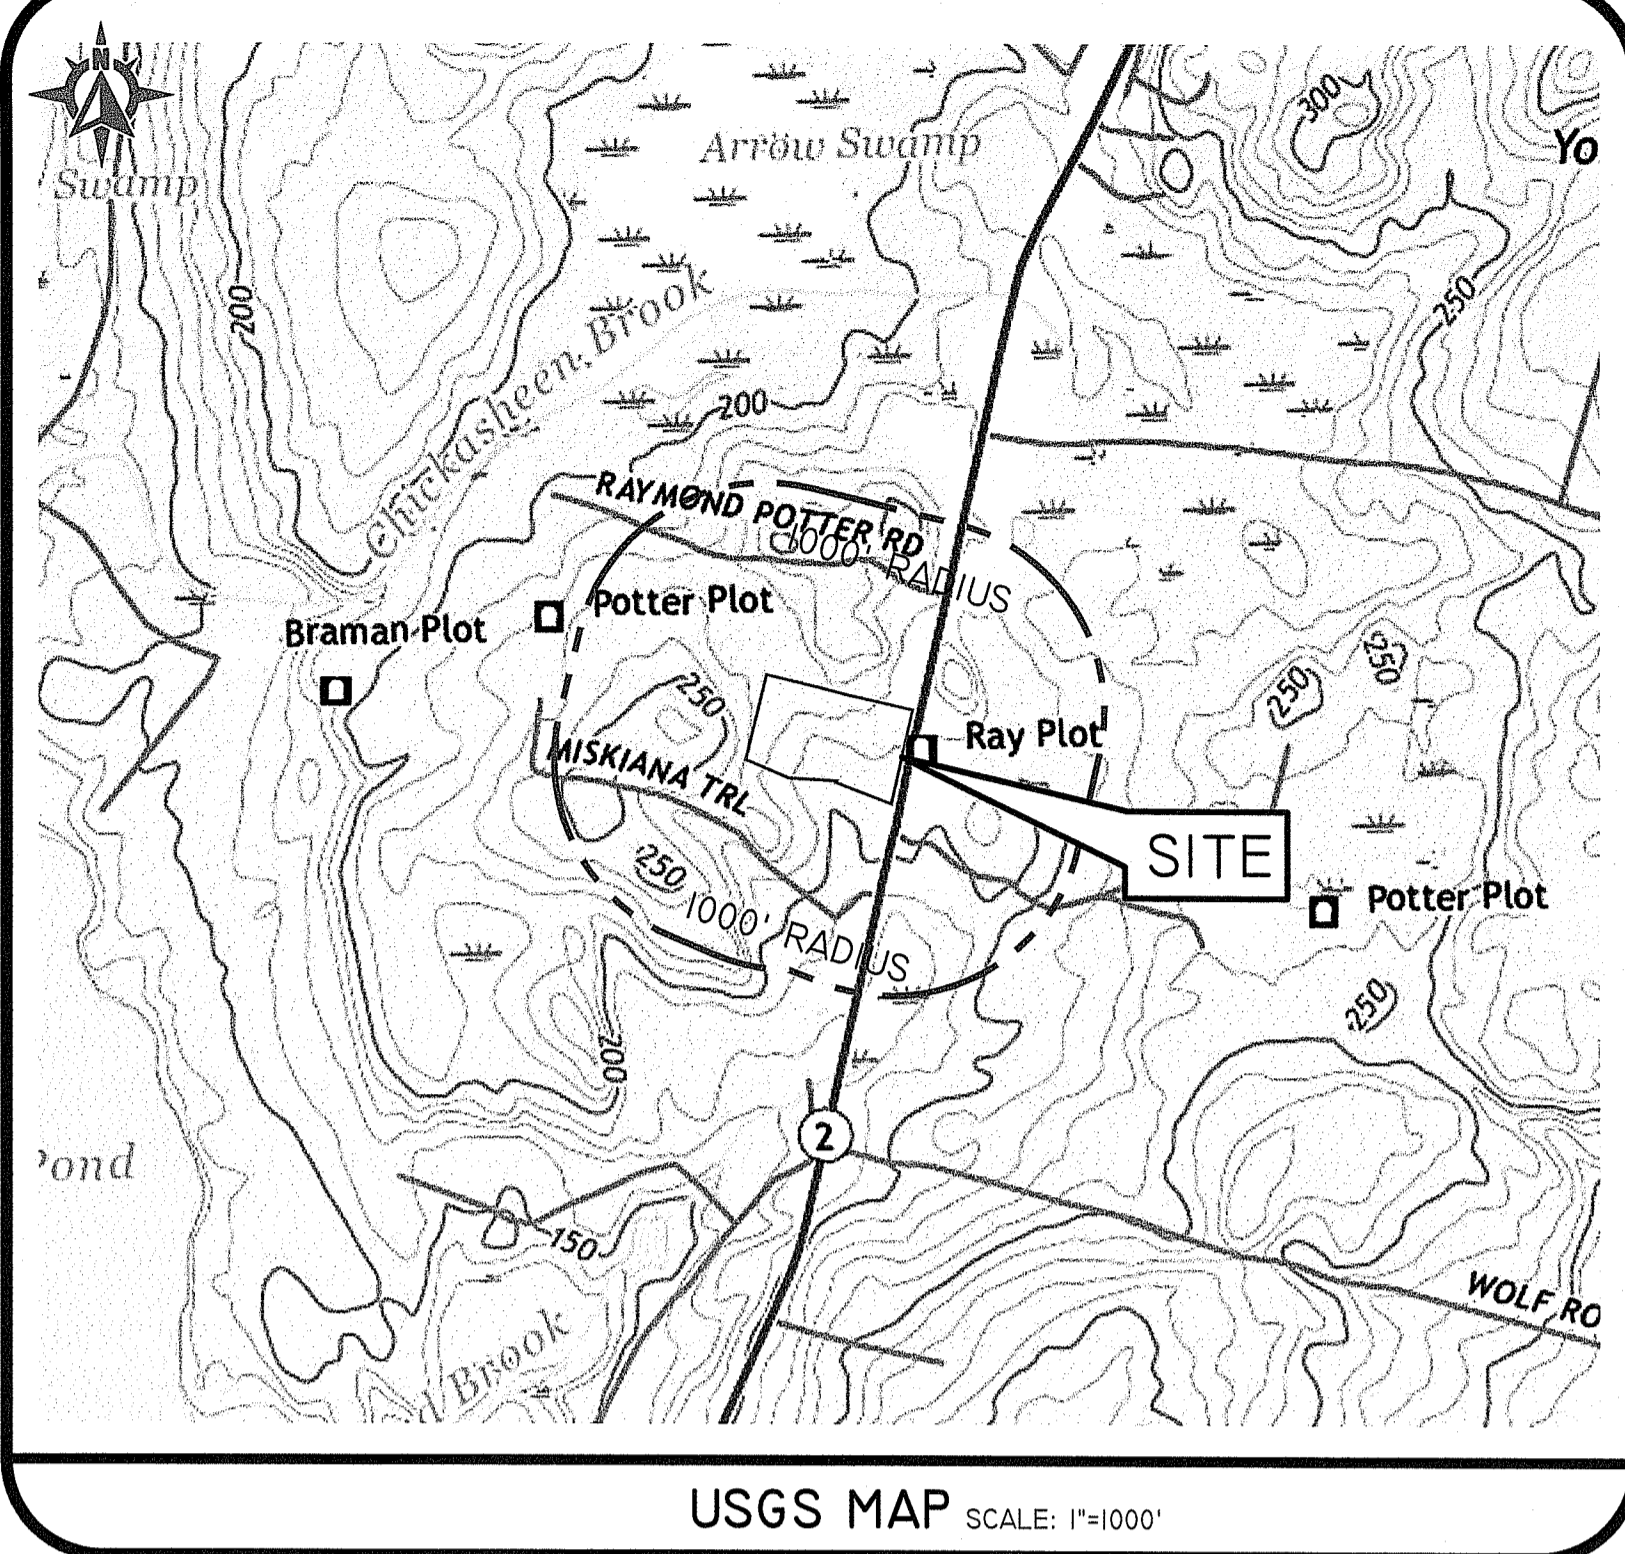 N
300
Yo
Arrow Swamp
Swamp
200
250
Chickasheen Brook
200
RAYMOND POTTER RD
1000' RADIUS
Potter Plot
Braman Plot
250
250
250
Ray Plot
MISKIANA TRL
SITE
250
Potter Plot
1000' RADIUS
250
200
2
Pond
150
WOLF RO
Brook
USGS MAP SCALE: 1"=1000'